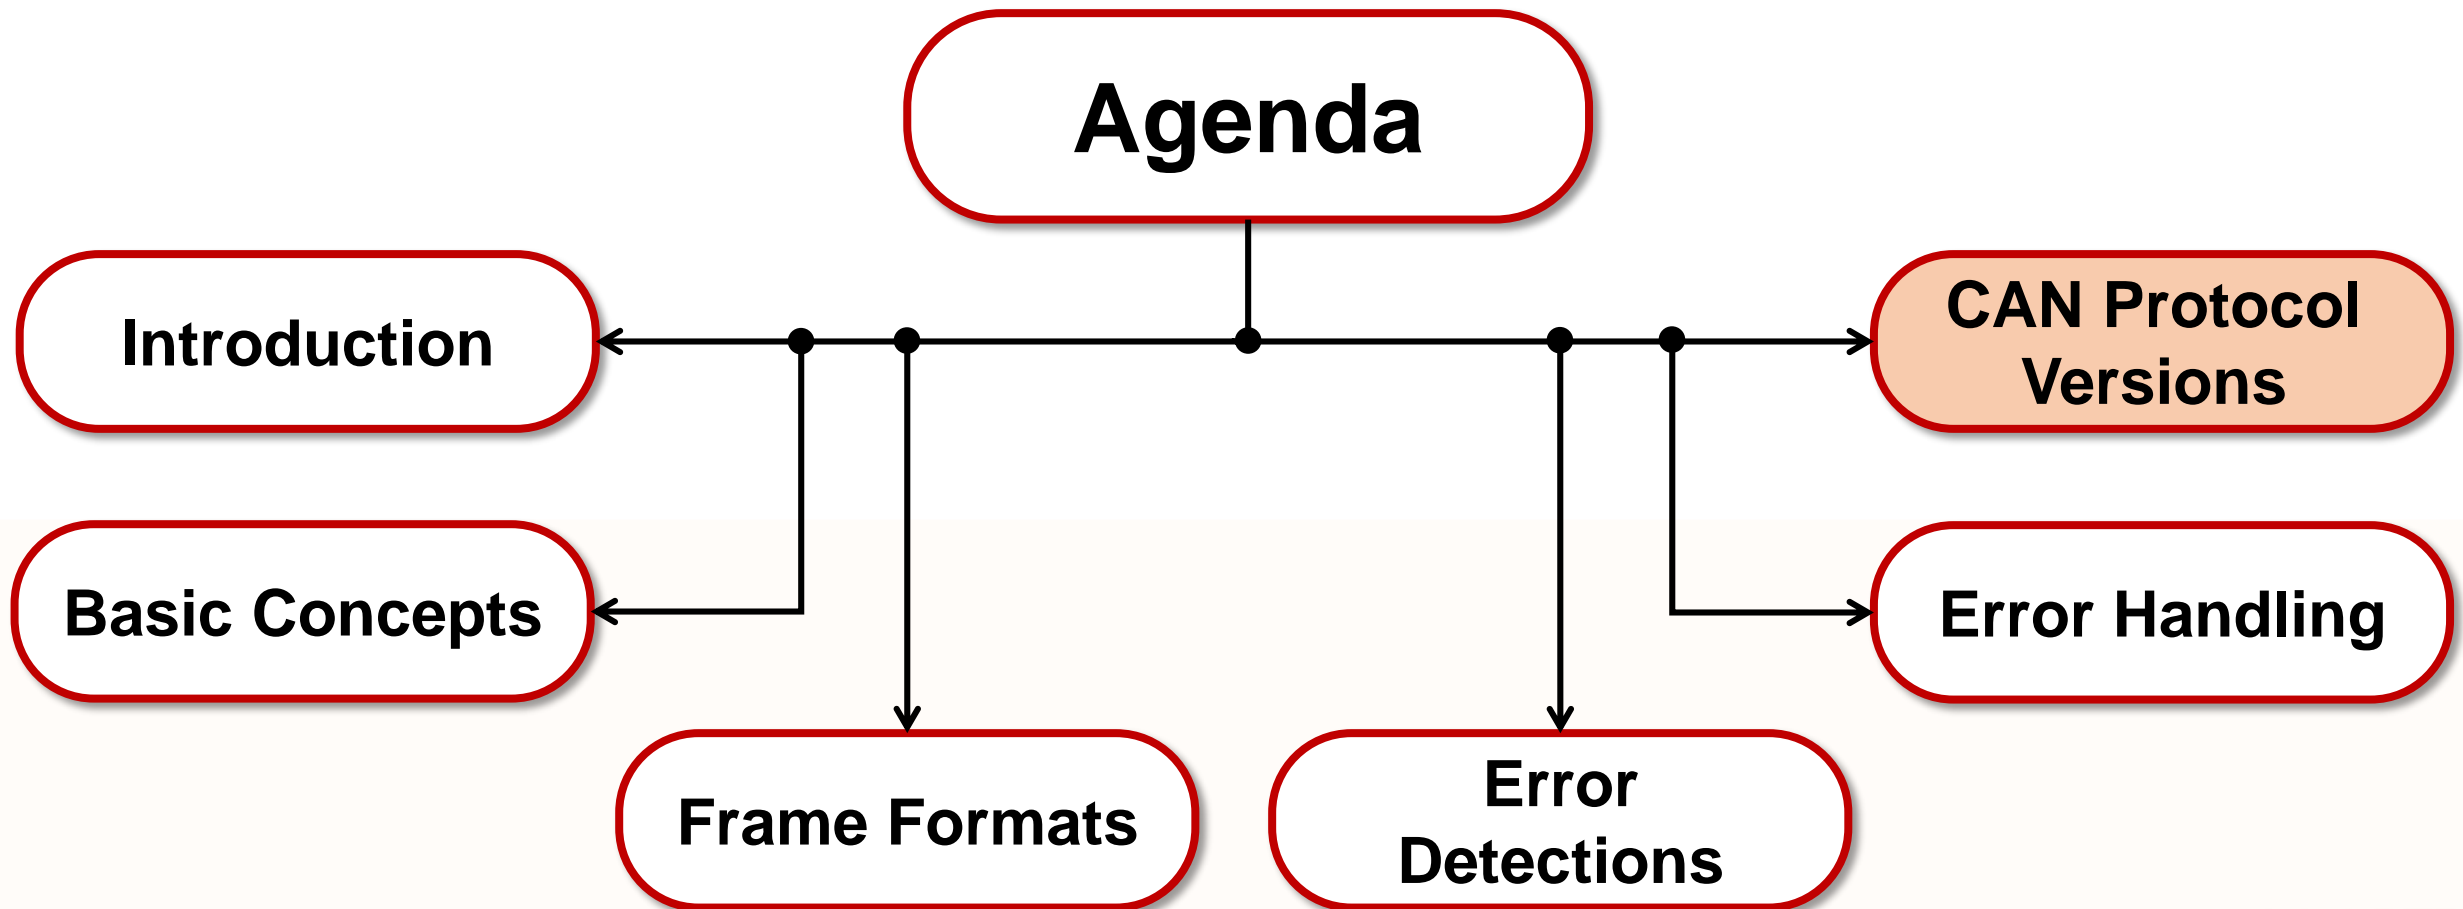 Agenda
Introduction
CAN Protocol
Versions
Basic Concepts
Error Handling
Frame Formats
Error
Detections